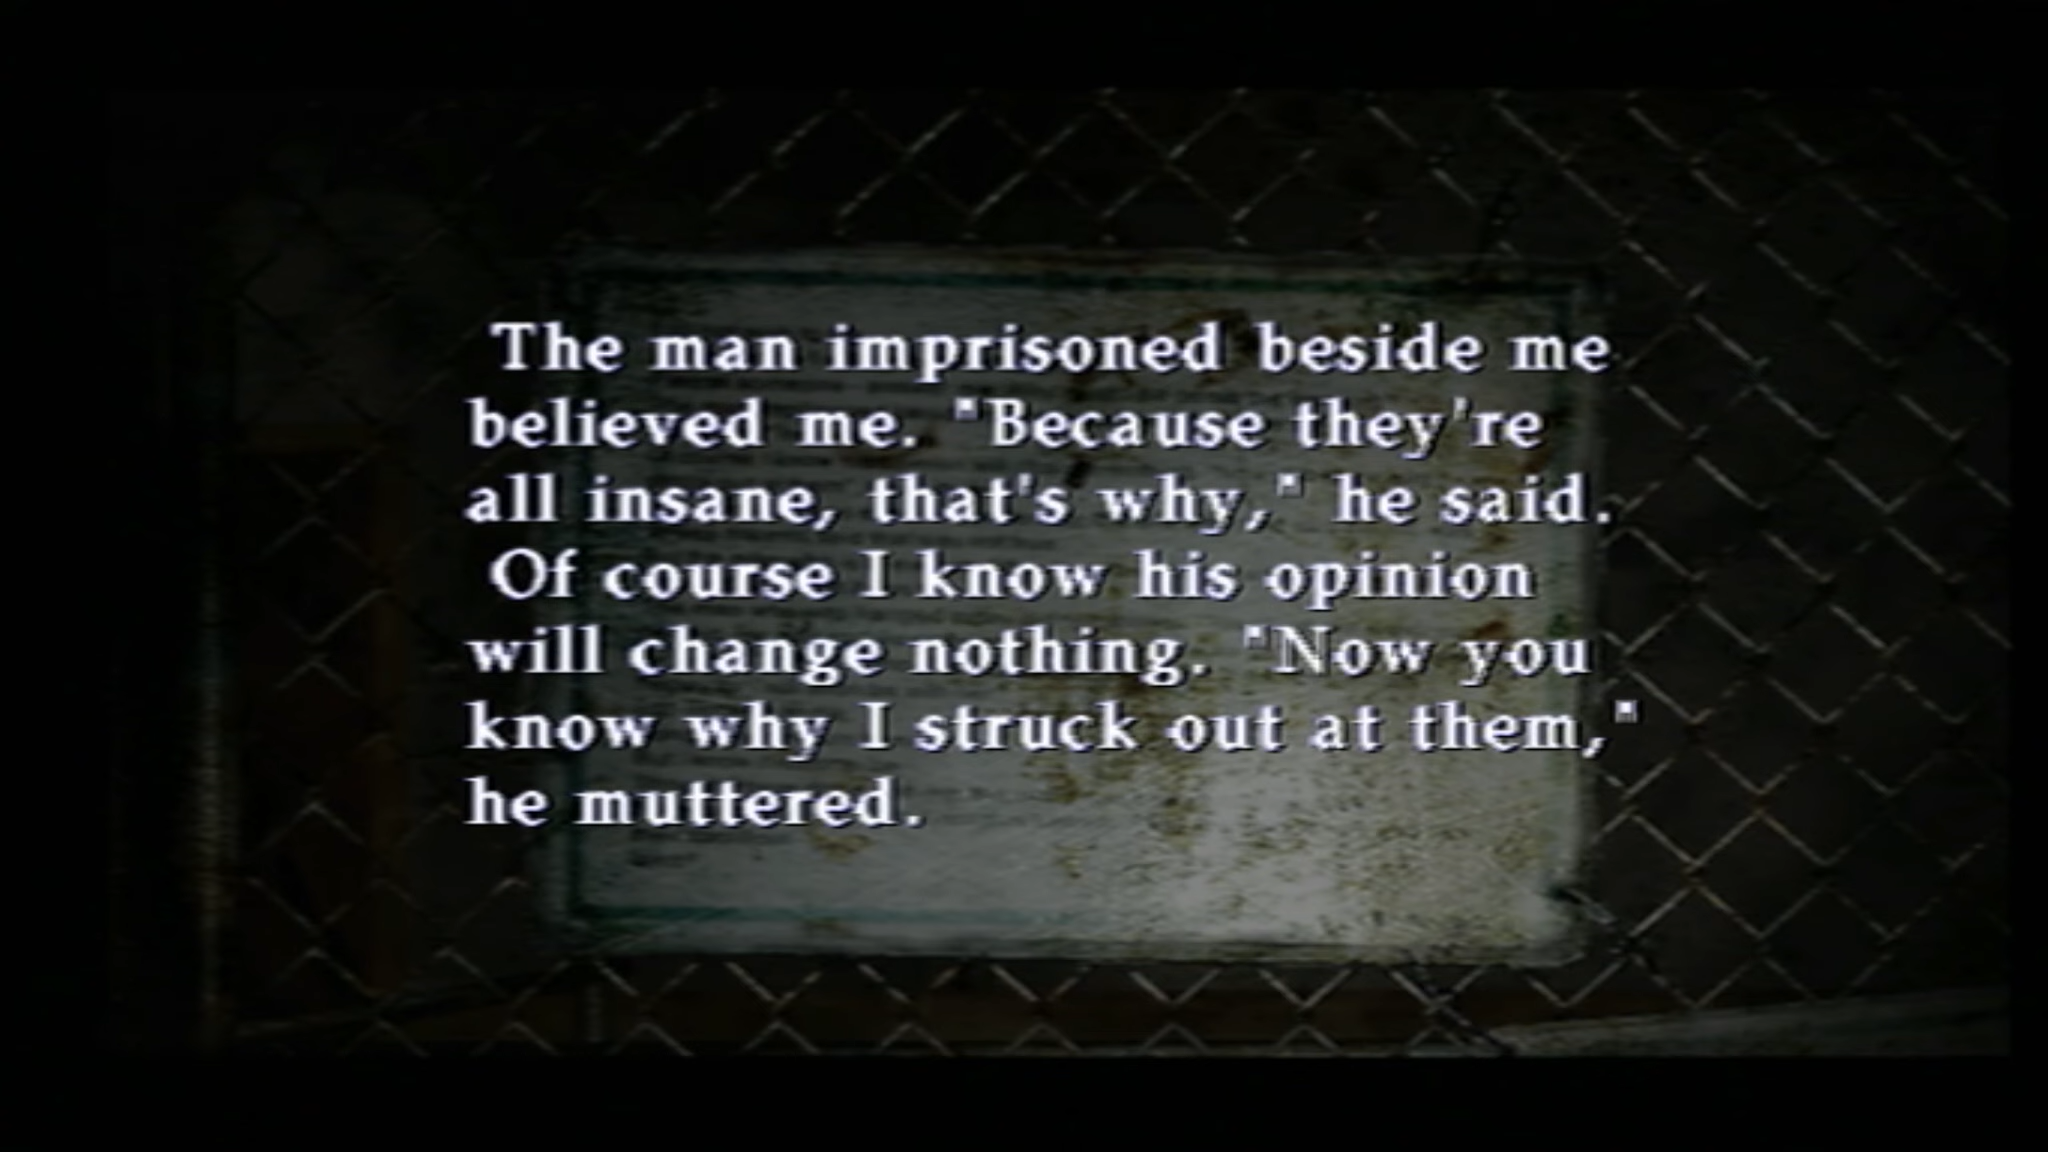 The man imprisoned beside me
believed me. "Because they're
all insane, that's why," he said.
Of course I know his opinion
will change nothing. "Now you
know why I struck out at them,"
he muttered.